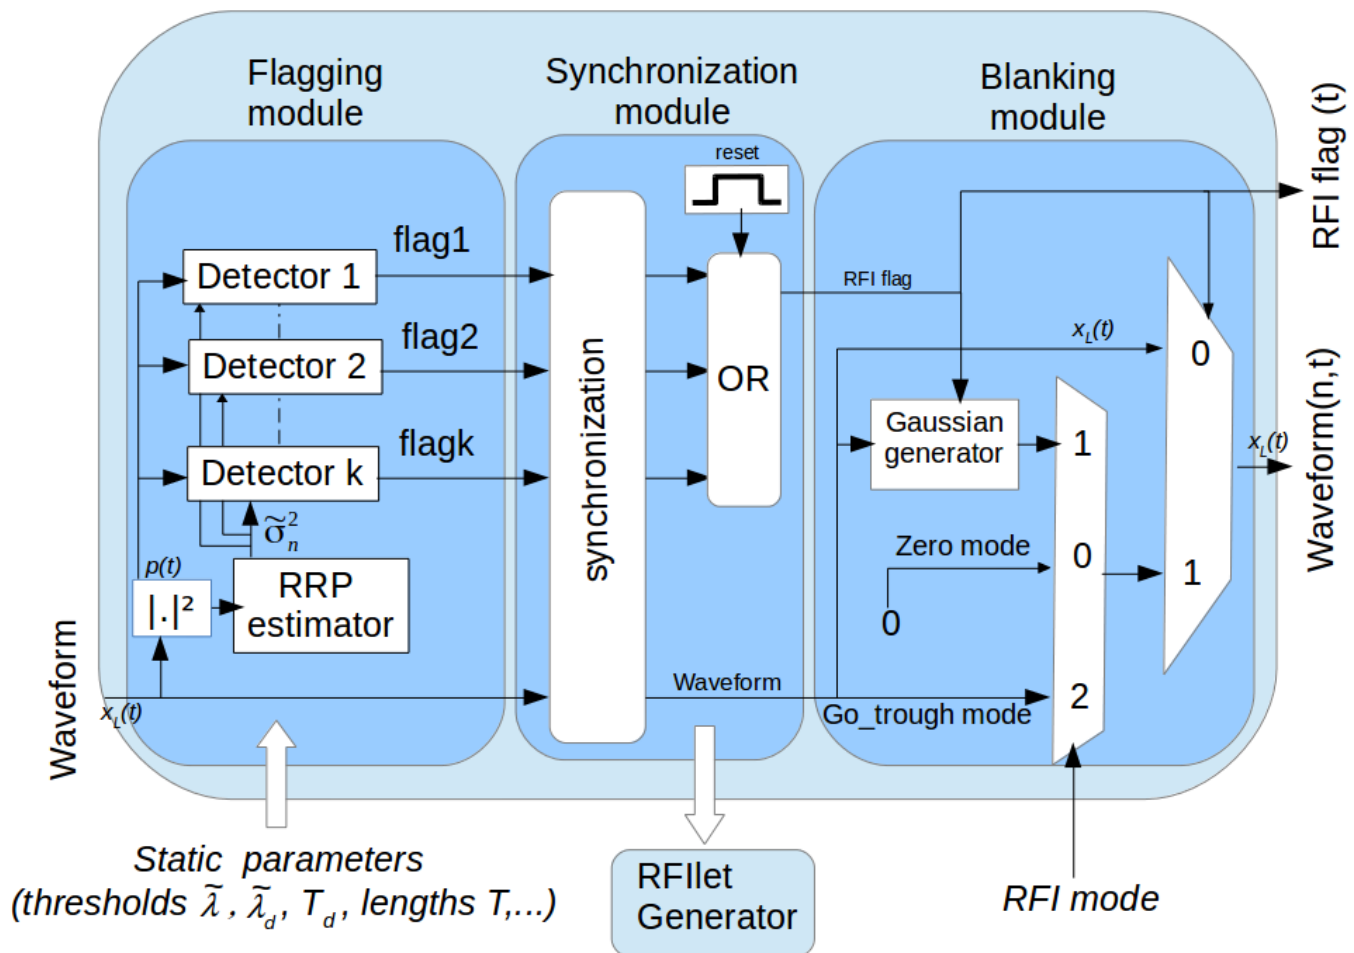 Flagging
module
Synchronization
module
Blanking
module
RFI flag (t)
reset
flag1
Detector 1
RFI flag
x_L(t)
0
flag2
Detector 2
OR
synchronization
Waveform(n,t)
flagk
Detector k
Gaussian
generator
1
x_L(t)
σ̃²_n
Zero mode
0
1
p(t)
|.|²
RRP
estimator
0
Waveform
x_L(t)
Waveform
Go_trough mode
2
Static parameters
(thresholds λ̃, λ̃_d, T_d, lengths T,...)
RFIlet
Generator
RFI mode